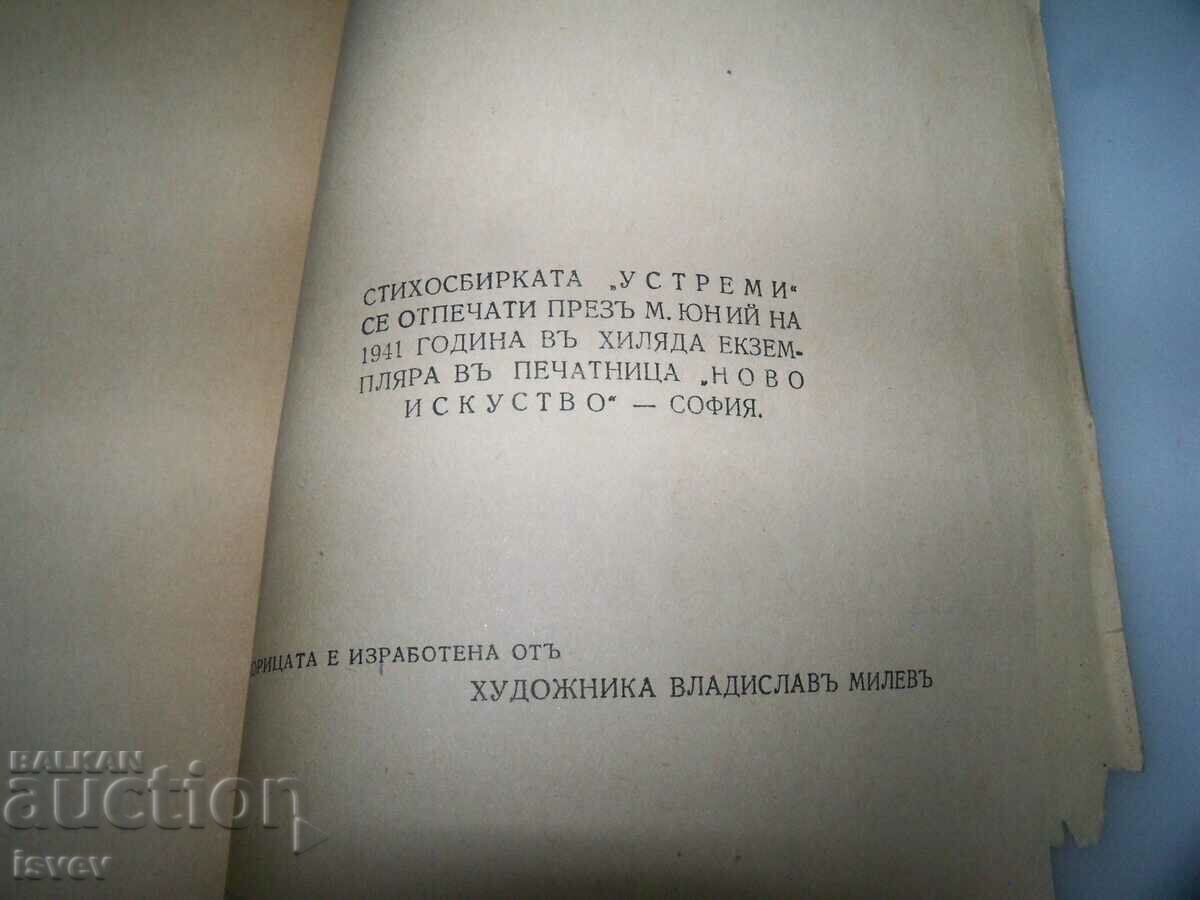 СТИХОСБИРКАТА „УСТРЕМИ“
СЕ ОТПЕЧАТИ ПРЕЗЪ М. ЮНИЙ НА
1941 ГОДИНА ВЪ ХИЛЯДА ЕКЗЕМ-
ПЛЯРА ВЪ ПЕЧАТНИЦА „НОВО
ИСКУСТВО“ — СОФИЯ.
Е ИЗРАБОТЕНА ОТЪ
ХУДОЖНИКА ВЛАДИСЛАВЪ МИЛЕВЪ
BALKAN
auction
isvev